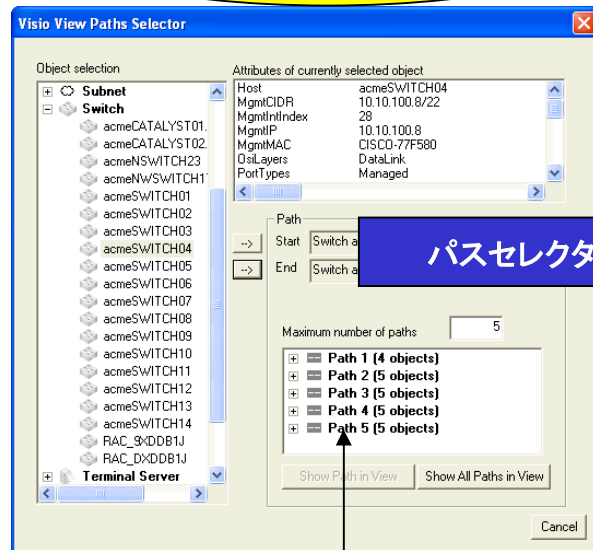 Visio View Paths Selector
Object selection
Subnet
Switch
acmeCATALYST01.
acmeCATALYST02.
acmeNSWITCH23
acmeNWSWITCH1
acmeSWITCH01
acmeSWITCH02
acmeSWITCH03
acmeSWITCH04
acmeSWITCH05
acmeSWITCH06
acmeSWITCH07
acmeSWITCH08
acmeSWITCH09
acmeSWITCH10
acmeSWITCH11
acmeSWITCH12
acmeSWITCH13
acmeSWITCH14
RAC_9XDDB1J
RAC_DXDDB1J
Terminal Server
Attributes of currently selected object
Host acmeSWITCH04
MgmtCIDR 10.10.100.8/22
MgmtIntIndex 28
MgmtIP 10.10.100.8
MgmtMAC CISCO-77F580
OsiLayers DataLink
PortTypes Managed
Path
--> Start Switch a
--> End Switch a
パスセレクタ
Maximum number of paths 5
Path 1 (4 objects)
Path 2 (5 objects)
Path 3 (5 objects)
Path 4 (5 objects)
Path 5 (5 objects)
Show Path in View Show All Paths in View
Cancel